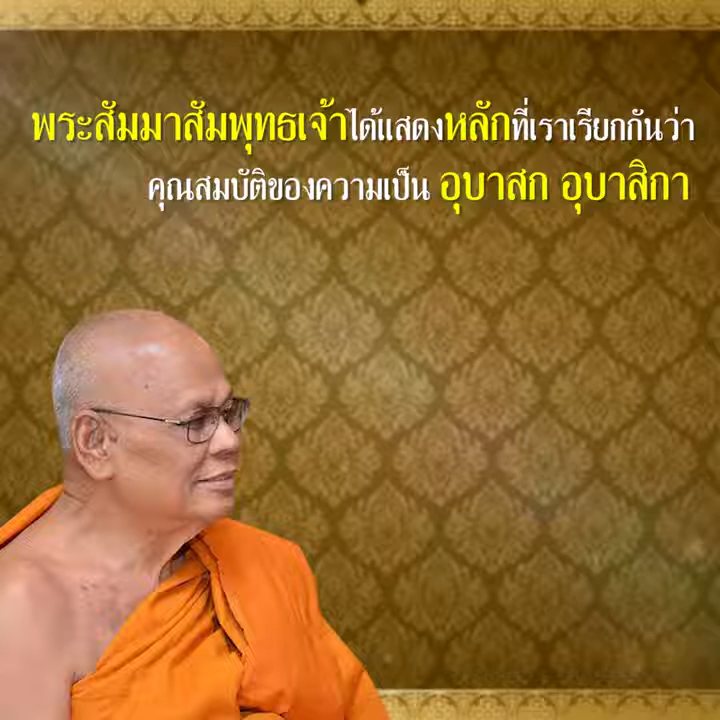 พระสัมมาสัมพุทธเจ้าได้แสดงหลักที่เราเรียกกันว่า
คุณสมบัติของความเป็น อุบาสก อุบาสิกา